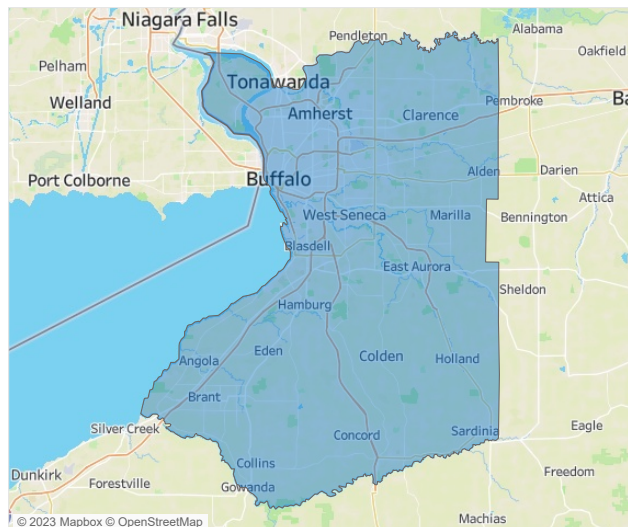 Niagara Falls
Pendleton
Alabama
Oakfield
Pelham
Tonawanda
Welland
Amherst
Clarence
Pembroke
Ba
Port Colborne
Buffalo
Alden
Darien
Attica
West Seneca
Marilla
Bennington
Blasdell
East Aurora
Sheldon
Hamburg
Eden
Colden
Holland
Angola
Brant
Silver Creek
Concord
Sardinia
Eagle
Dunkirk
Forestville
Collins
Gowanda
Freedom
Machias
© 2023 Mapbox © OpenStreetMap